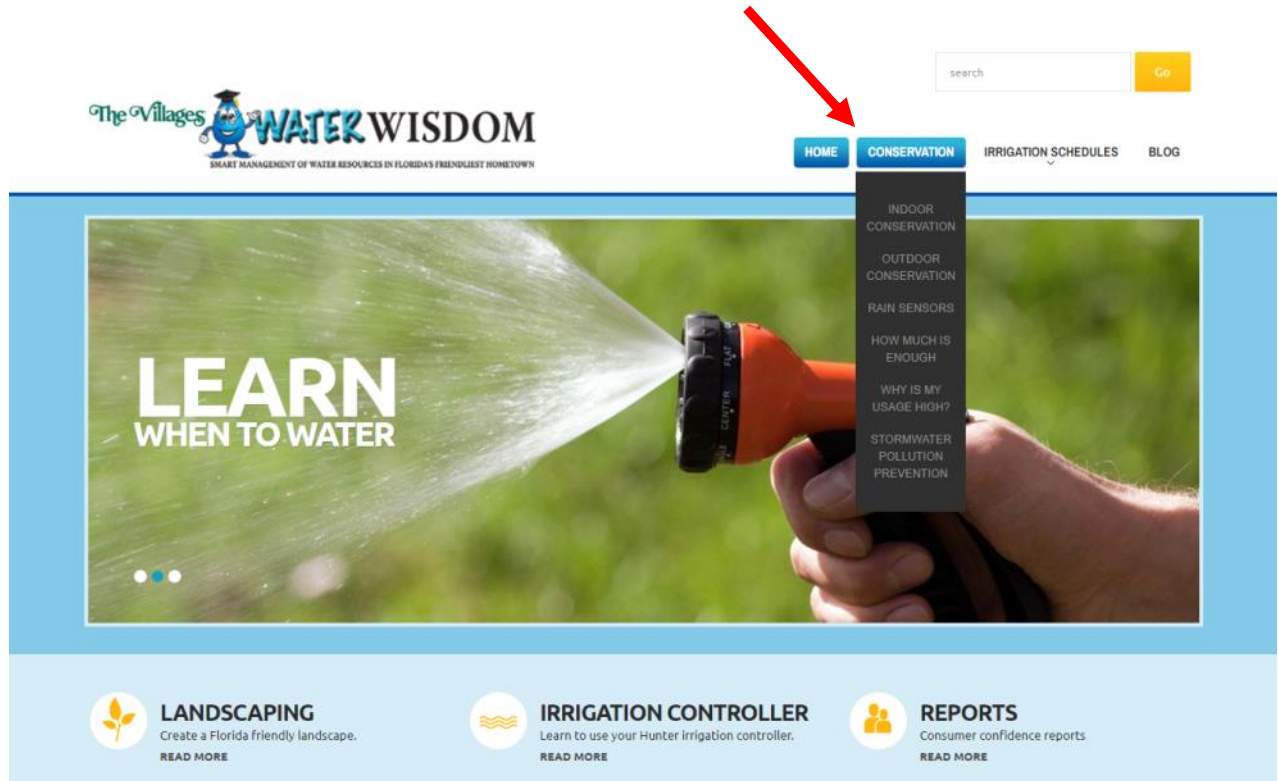 search
Go
The Villages
WATER WISDOM
SMART MANAGEMENT OF WATER RESOURCES IN FLORIDA'S FRIENDLIEST HOMETOWN
HOME
CONSERVATION
IRRIGATION SCHEDULES
BLOG
INDOOR
CONSERVATION
OUTDOOR
CONSERVATION
RAIN SENSORS
HOW MUCH IS
ENOUGH
WHY IS MY
USAGE HIGH?
STORMWATER
POLLUTION
PREVENTION
LEARN
WHEN TO WATER
FLAT
CENTER
LANDSCAPING
Create a Florida friendly landscape.
READ MORE
IRRIGATION CONTROLLER
Learn to use your Hunter irrigation controller.
READ MORE
REPORTS
Consumer confidence reports
READ MORE